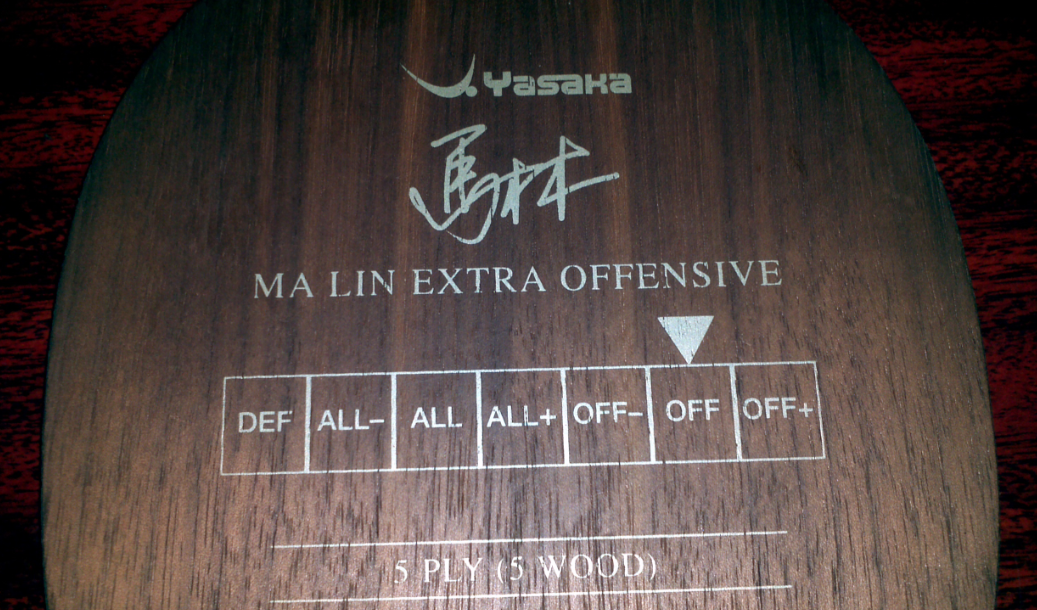 Yasaka
馬林
MA LIN EXTRA OFFENSIVE
DEF ALL- ALL ALL+ OFF- OFF OFF+
5 PLY (5 WOOD)